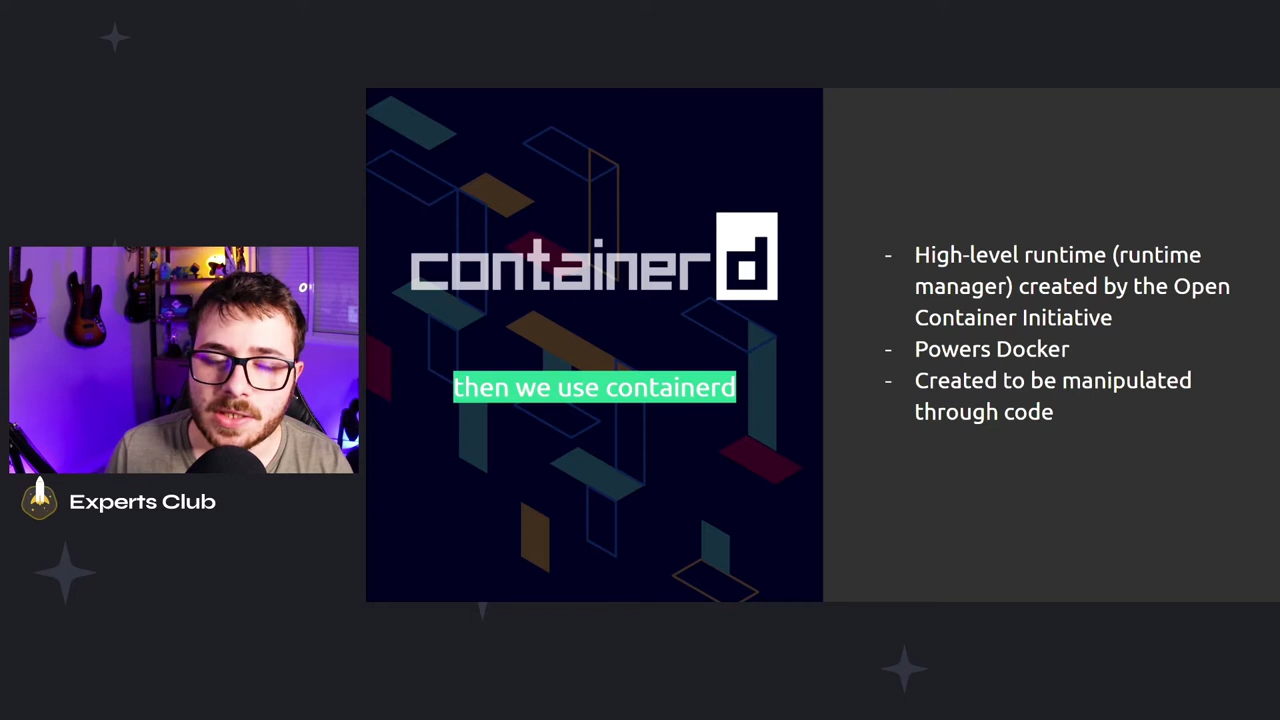 container d
then we use containerd
- High-level runtime (runtime
manager) created by the Open
Container Initiative
- Powers Docker
- Created to be manipulated
through code
Experts Club